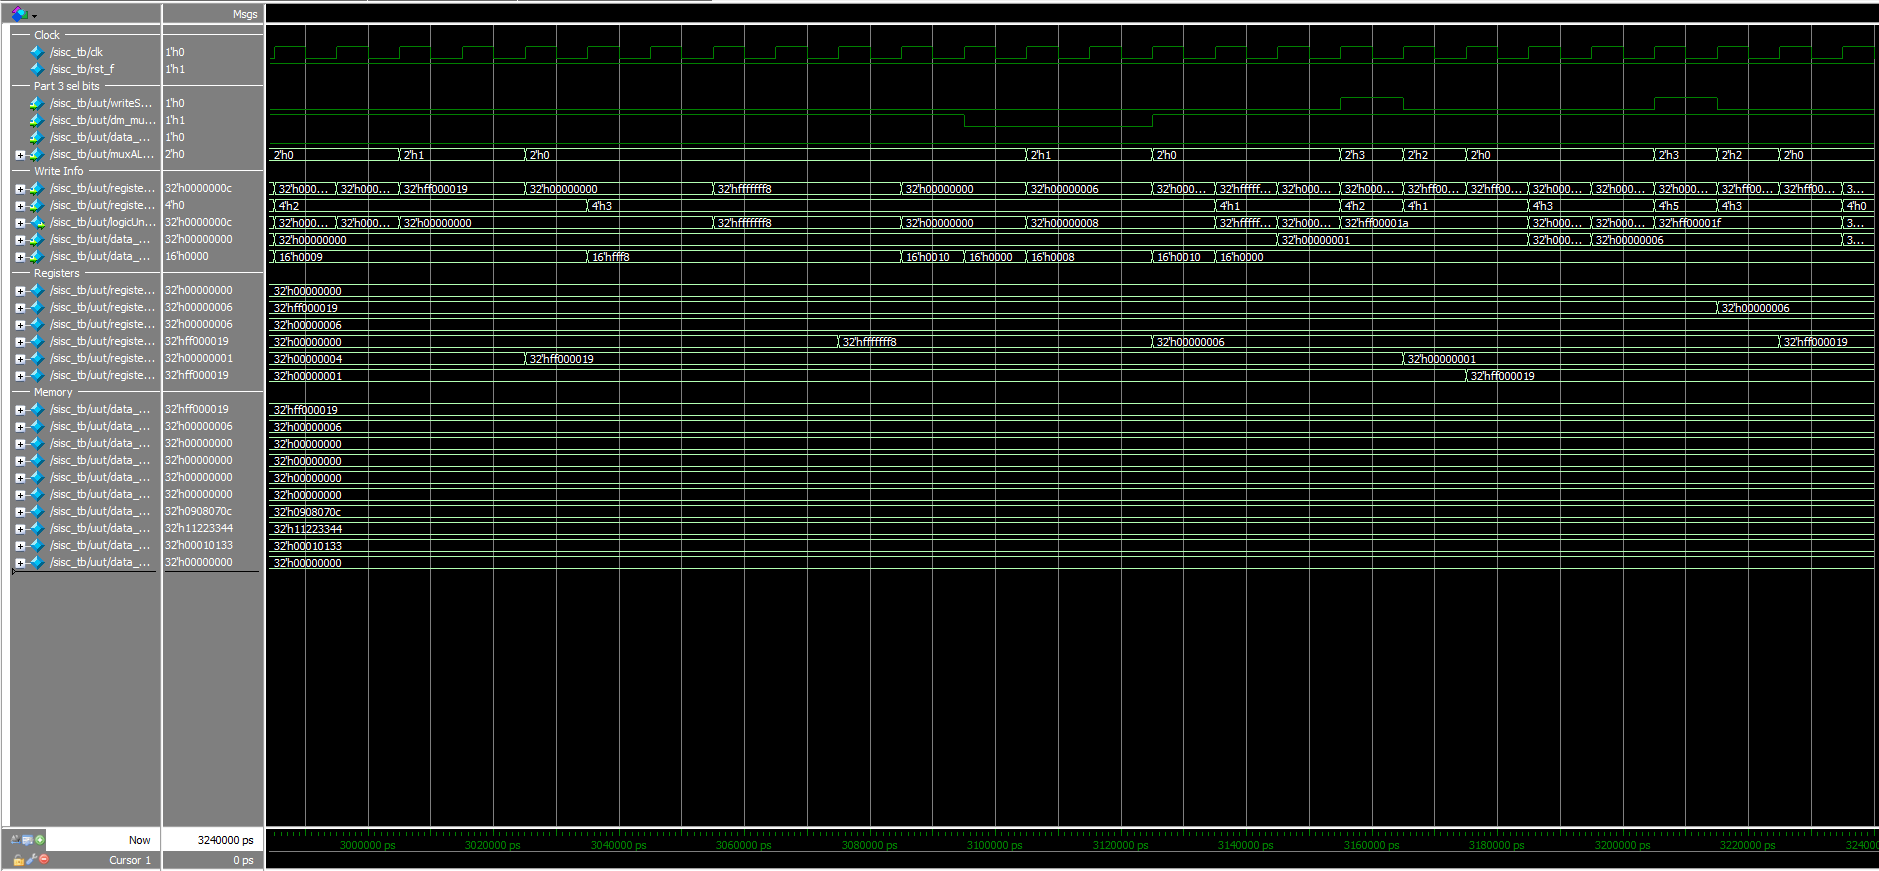 Msgs
Clock
/sisc_tb/clk 1'h0
/sisc_tb/rst_f 1'h1
Part 3 sel bits
/sisc_tb/uut/writeS... 1'h0
/sisc_tb/uut/dm_mu... 1'h1
/sisc_tb/uut/data_... 1'h0
/sisc_tb/uut/muxAL... 2'h0 2'h0 2'h1 2'h0 2'h1 2'h0 2'h3 2'h2 2'h0 2'h3 2'h2 2'h0
Write Info
/sisc_tb/uut/registe... 32'h0000000c 32'h000... 32'h000... 32'hff000019 32'h00000000 32'hfffffff8 32'h00000000 32'h00000006 32'h000... 32'hffffff... 32'h000... 32'h000... 32'hff00... 32'hff00... 32'h000... 32'h000... 32'h000... 32'hff00... 32'hff00... 3...
/sisc_tb/uut/registe... 4'h0 4'h2 4'h3 4'h1 4'h2 4'h1 4'h3 4'h5 4'h3 4'h0
/sisc_tb/uut/logicUn... 32'h0000000c 32'h000... 32'h000... 32'h00000000 32'hfffffff8 32'h00000000 32'h00000008 32'hffffff... 32'h000... 32'hff00001a 32'h000... 32'h000... 32'hff00001f 3...
/sisc_tb/uut/data_... 32'h00000000 32'h00000000 32'h00000001 32'h000... 32'h00000006 3...
/sisc_tb/uut/data_... 16'h0000 16'h0009 16'hfff8 16'h0010 16'h0000 16'h0008 16'h0010 16'h0000
Registers
/sisc_tb/uut/registe... 32'h00000000 32'h00000000
/sisc_tb/uut/registe... 32'h00000006 32'hff000019 32'h00000006
/sisc_tb/uut/registe... 32'h00000006 32'h00000006
/sisc_tb/uut/registe... 32'hff000019 32'h00000000 32'hfffffff8 32'h00000006 32'hff000019
/sisc_tb/uut/registe... 32'h00000001 32'h00000004 32'hff000019 32'h00000001
/sisc_tb/uut/registe... 32'hff000019 32'h00000001 32'hff000019
Memory
/sisc_tb/uut/data_... 32'hff000019 32'hff000019
/sisc_tb/uut/data_... 32'h00000006 32'h00000006
/sisc_tb/uut/data_... 32'h00000000 32'h00000000
/sisc_tb/uut/data_... 32'h00000000 32'h00000000
/sisc_tb/uut/data_... 32'h00000000 32'h00000000
/sisc_tb/uut/data_... 32'h00000000 32'h00000000
/sisc_tb/uut/data_... 32'h0908070c 32'h0908070c
/sisc_tb/uut/data_... 32'h11223344 32'h11223344
/sisc_tb/uut/data_... 32'h00010133 32'h00010133
/sisc_tb/uut/data_... 32'h00000000 32'h00000000
Now 3240000 ps
3000000 ps 3020000 ps 3040000 ps 3060000 ps 3080000 ps 3100000 ps 3120000 ps 3140000 ps 3160000 ps 3180000 ps 3200000 ps 3220000 ps 32400
Cursor 1 0 ps